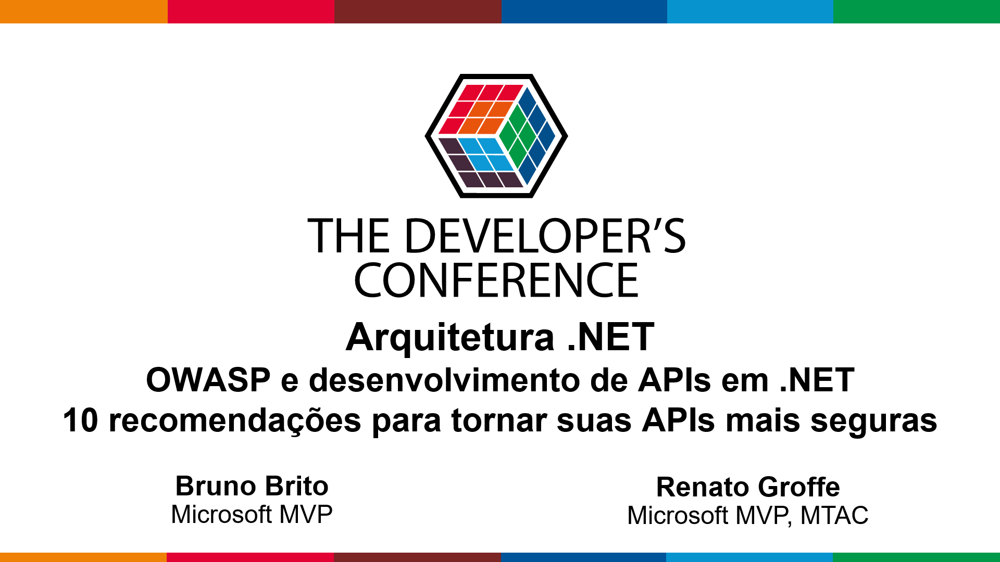 THE DEVELOPER’S
CONFERENCE
Arquitetura .NET
OWASP e desenvolvimento de APIs em .NET
10 recomendações para tornar suas APIs mais seguras
Bruno Brito
Microsoft MVP
Renato Groffe
Microsoft MVP, MTAC